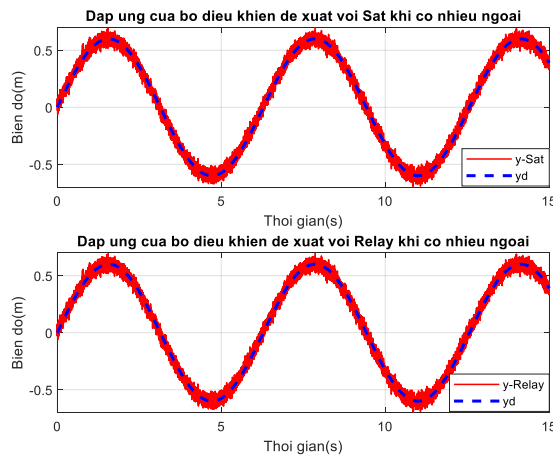 Dap ung cua bo dieu khien de xuat voi Sat khi co nhieu ngoai
Bien do(m)
0.5
0
-0.5
y-Sat
yd
0
5
10
15
Thoi gian(s)
Dap ung cua bo dieu khien de xuat voi Relay khi co nhieu ngoai
Bien do(m)
0.5
0
-0.5
y-Relay
yd
0
5
10
15
Thoi gian(s)